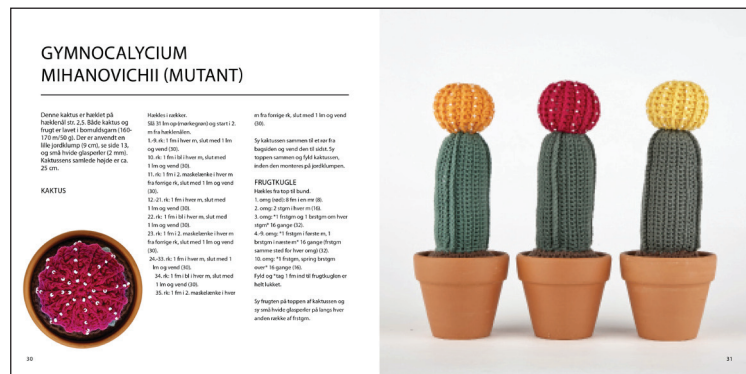 GYMNOCALYCIUM
MIHANOVICHII (MUTANT)
Denne kaktus er hæklet på
hæklenål str. 2,5. Både kaktus og
frugt er lavet i bomuldsgarn (160-
170 m/50 g). Der er anvendt en
lille jordklump (9 cm), se side 13,
og små hvide glasperler (2 mm).
Kaktussens samlede højde er ca.
25 cm.
KAKTUS
Hækles i rækker.
Slå 31 lm op (mørkegrøn) og start i 2.
m fra hæklenålen.
1.-9. rk: 1 fm i hver m, slut med 1 lm
og vend (30).
10. rk: 1 fm i bl i hver m, slut med
1 lm og vend (30).
11. rk: 1 fm i 2. maskelænke i hver m
fra forrige rk, slut med 1 lm og vend
(30).
12.-21. rk: 1 fm i hver m, slut med
1 lm og vend (30).
22. rk: 1 fm i bl i hver m, slut med
1 lm og vend (30).
23. rk: 1 fm i 2. maskelænke i hver m
fra forrige rk, slut med 1 lm og vend
(30).
24.-33. rk: 1 fm i hver m, slut med 1
lm og vend (30).
34. rk: 1 fm i bl i hver m, slut med
1 lm og vend (30).
35. rk: 1 fm i 2. maskelænke i hver
m fra forrige rk, slut med 1 lm og vend
(30).
Sy kaktussen sammen til et rør fra
bagsiden og vend den til sidst. Sy
toppen sammen og fyld kaktussen,
inden den monteres på jordklumpen.
FRUGTKUGLE
Hækles fra top til bund.
1. omg (rød): 8 fm i en mr (8).
2. omg: 2 stgm i hver m (16).
3. omg: *1 frstgm og 1 brstgm om hver
stgm* 16 gange (32).
4.-9. omg: *1 frstgm i første m, 1
brstgm i næste m* 16 gange (frstgm
samme sted for hver omg) (32).
10. omg: *1 frstgm, spring brstgm
over* 16 gange (16).
Fyld og *tag 1 fm ind til frugtkuglen er
helt lukket.
Sy frugten på toppen af kaktussen og
sy små hvide glasperler på langs hver
anden række af frstgm.
30
31